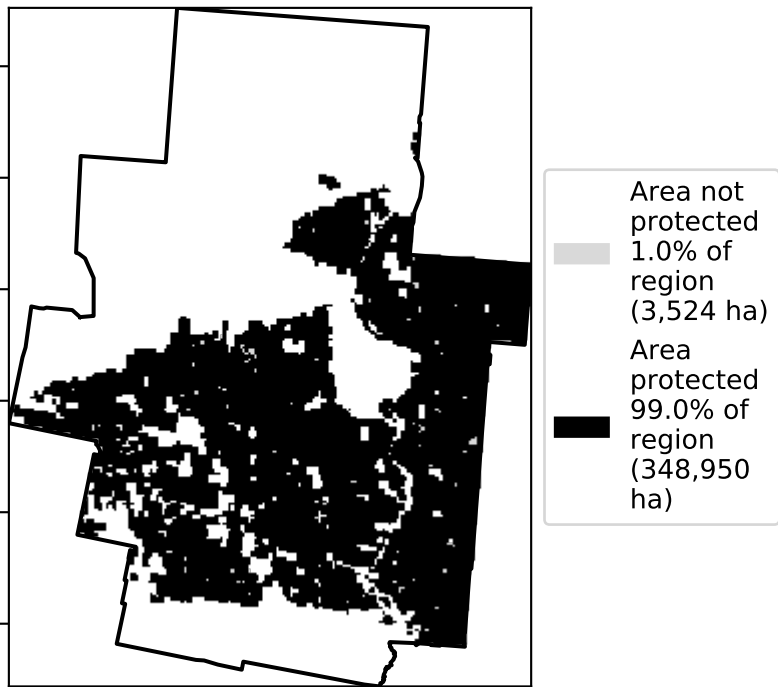 Area not
protected
1.0% of
region
(3,524 ha)
Area
protected
99.0% of
region
(348,950
ha)